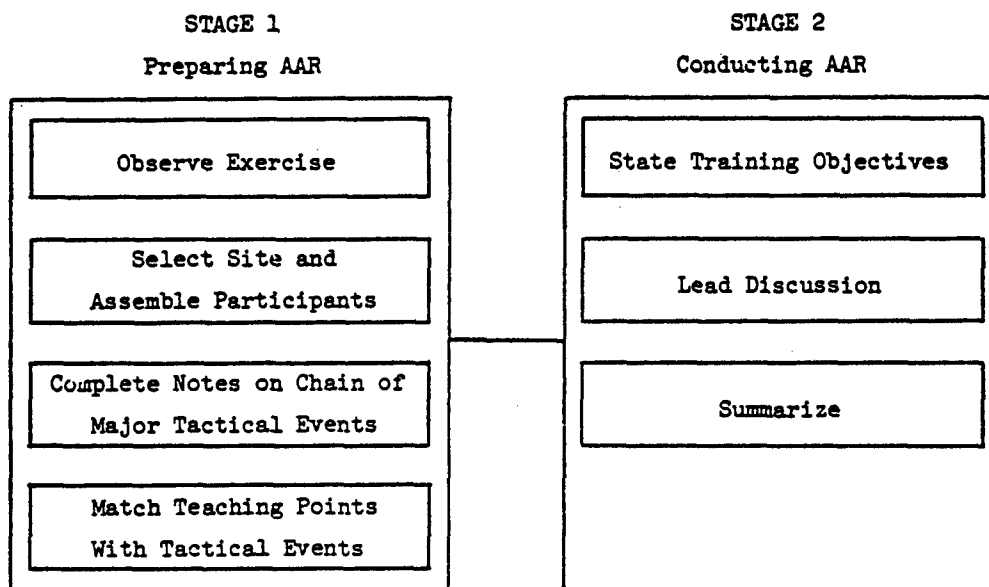 STAGE 1
Preparing AAR
Observe Exercise
Select Site and
Assemble Participants
Complete Notes on Chain of
Major Tactical Events
Match Teaching Points
With Tactical Events
STAGE 2
Conducting AAR
State Training Objectives
Lead Discussion
Summarize